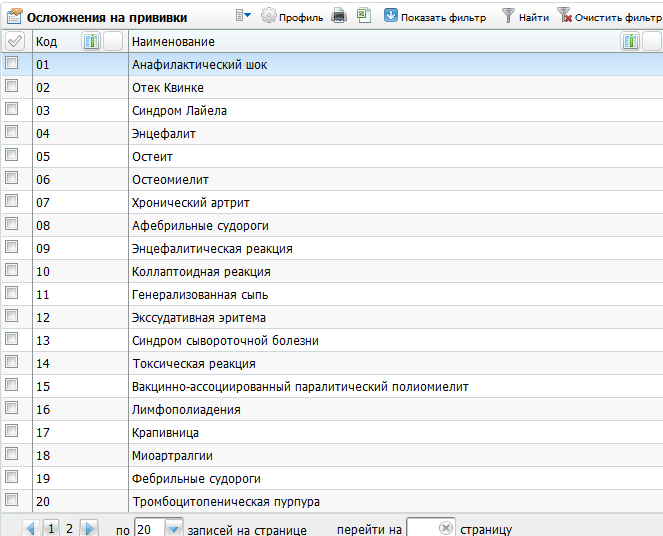 Осложнения на прививки Профиль Показать фильтр Найти Очистить фильтр
Код Наименование
01 Анафилактический шок
02 Отек Квинке
03 Синдром Лайела
04 Энцефалит
05 Остеит
06 Остеомиелит
07 Хронический артрит
08 Афебрильные судороги
09 Энцефалитическая реакция
10 Коллаптоидная реакция
11 Генерализованная сыпь
12 Экссудативная эритема
13 Синдром сывороточной болезни
14 Токсическая реакция
15 Вакцинно-ассоциированный паралитический полиомиелит
16 Лимфополиадения
17 Крапивница
18 Миоартралгии
19 Фебрильные судороги
20 Тромбоцитопеническая пурпура
1 2 по 20 записей на странице перейти на страницу